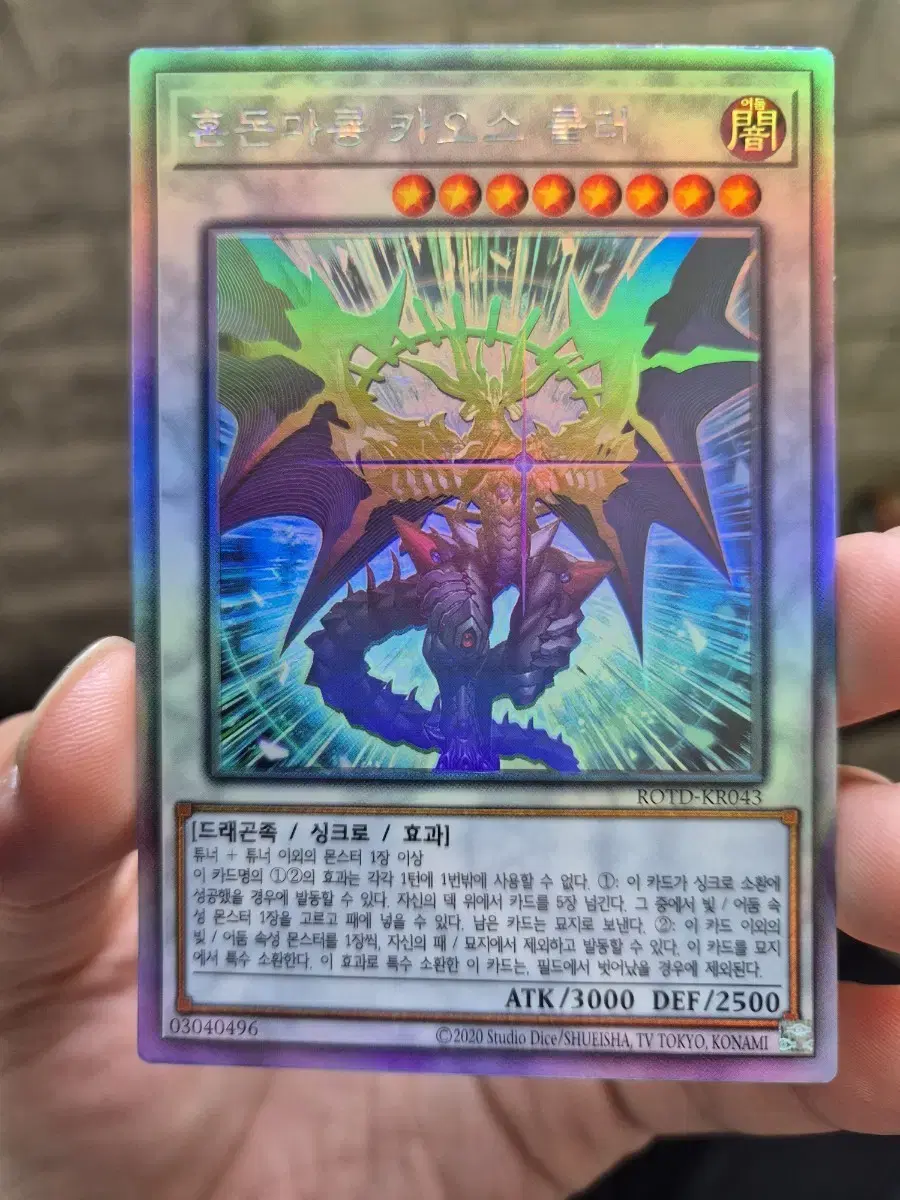 혼돈마룡 카오스 룰러
어둠
闇
ROTD-KR043
[드래곤족 / 싱크로 / 효과]
튜너 + 튜너 이외의 몬스터 1장 이상
이 카드명의 ①②의 효과는 각각 1턴에 1번밖에 사용할 수 없다. ①: 이 카드가 싱크로 소환에
성공했을 경우에 발동할 수 있다. 자신의 덱 위에서 카드를 5장 넘긴다. 그 중에서 빛 / 어둠 속
성 몬스터 1장을 고르고 패에 넣을 수 있다. 남은 카드는 묘지로 보낸다. ②: 이 카드 이외의
빛 / 어둠 속성 몬스터를 1장씩, 자신의 패 / 묘지에서 제외하고 발동할 수 있다. 이 카드를 묘지
에서 특수 소환한다. 이 효과로 특수 소환한 이 카드는, 필드에서 벗어났을 경우에 제외된다.
ATK/3000 DEF/2500
03040496
©2020 Studio Dice/SHUEISHA, TV TOKYO, KONAMI